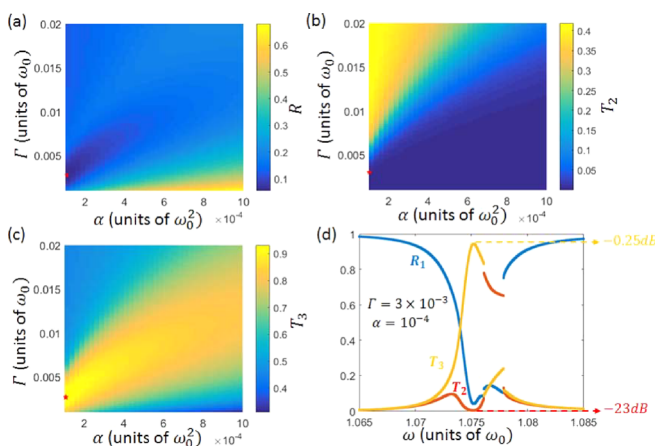 (a)
0.02
0.015
0.01
0.005
Γ (units of ω₀)
2 4 6 8 10
×10⁻⁴
α (units of ω₀²)
0.6
0.5
0.4
0.3
0.2
0.1
R
(b)
0.02
0.015
0.01
0.005
Γ (units of ω₀)
2 4 6 8 10
×10⁻⁴
α (units of ω₀²)
0.4
0.35
0.3
0.25
0.2
0.15
0.1
0.05
T₂
(c)
0.02
0.015
0.01
0.005
Γ (units of ω₀)
2 4 6 8 10
×10⁻⁴
α (units of ω₀²)
0.9
0.8
0.7
0.6
0.5
0.4
T₃
(d)
1
0.8
0.6
0.4
0.2
0
1.065 1.07 1.075 1.08 1.085
ω (units of ω₀)
R₁
Γ = 3 × 10⁻³
α = 10⁻⁴
T₃
T₂
−0.25dB
−23dB